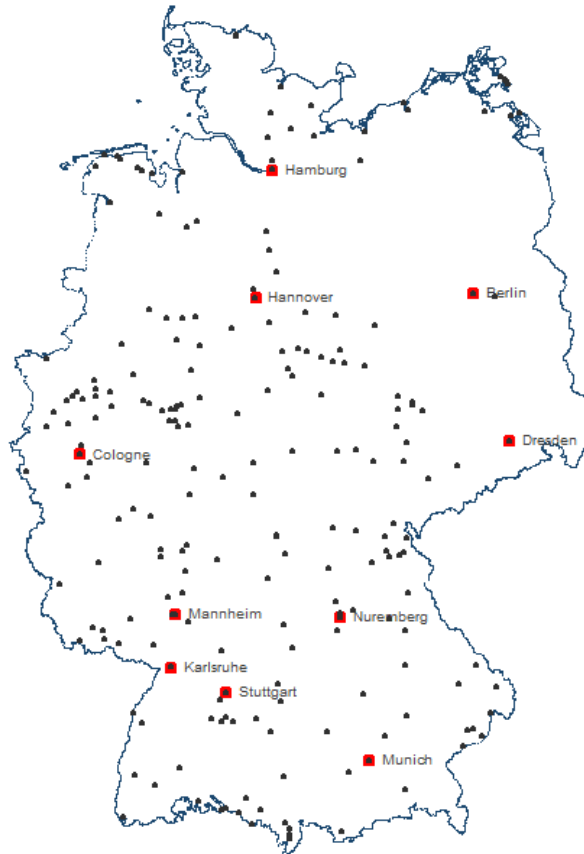 Hamburg
Hannover
Berlin
Dresden
Cologne
Mannheim
Nuremberg
Karlsruhe
Stuttgart
Munich